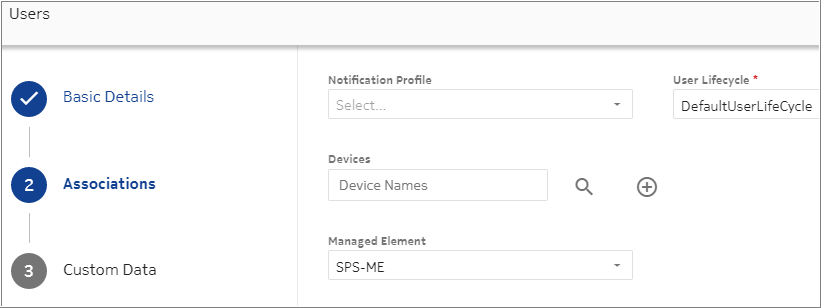 Users
Basic Details
2 Associations
3 Custom Data
Notification Profile
Select...
User Lifecycle *
DefaultUserLifeCycle
Devices
Device Names
Managed Element
SPS-ME